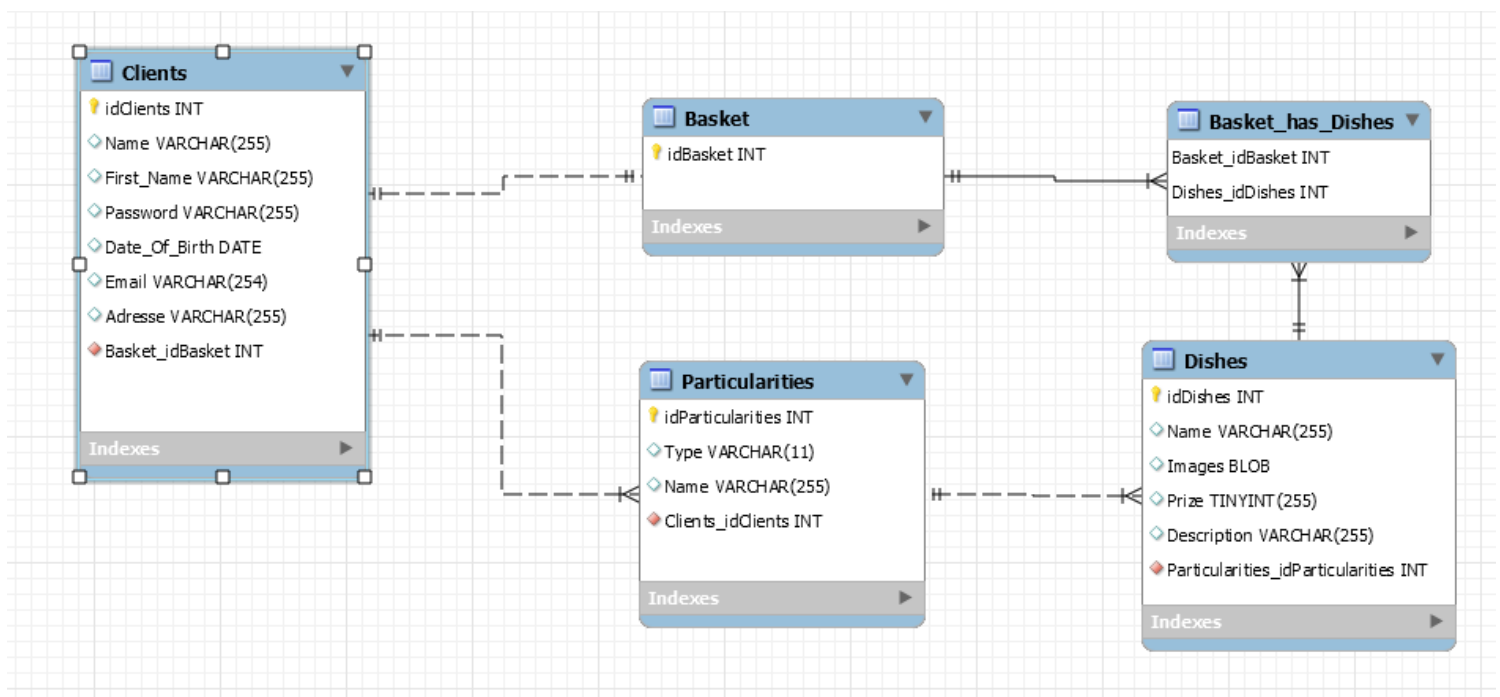 Clients
idClients INT
Name VARCHAR(255)
First_Name VARCHAR(255)
Password VARCHAR(255)
Date_Of_Birth DATE
Email VARCHAR(254)
Adresse VARCHAR(255)
Basket_idBasket INT
Indexes
Basket
idBasket INT
Indexes
Basket_has_Dishes
Basket_idBasket INT
Dishes_idDishes INT
Indexes
Particularities
idParticularities INT
Type VARCHAR(11)
Name VARCHAR(255)
Clients_idClients INT
Indexes
Dishes
idDishes INT
Name VARCHAR(255)
Images BLOB
Prize TINYINT(255)
Description VARCHAR(255)
Particularities_idParticularities INT
Indexes